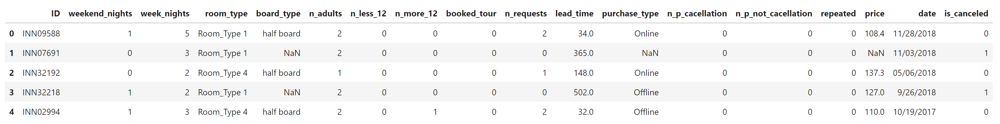 ID weekend_nights week_nights room_type board_type n_adults n_less_12 n_more_12 booked_tour n_requests lead_time purchase_type n_p_cacellation n_p_not_cacellation repeated price date is_canceled
0 INN09588 1 5 Room_Type 1 half board 2 0 0 0 2 34.0 Online 0 0 0 108.4 11/28/2018 0
1 INN07691 0 3 Room_Type 1 NaN 2 0 0 0 0 365.0 NaN 0 0 0 NaN 11/03/2018 1
2 INN32192 0 2 Room_Type 4 half board 1 0 0 0 1 148.0 Online 0 0 0 137.3 05/06/2018 0
3 INN32218 1 2 Room_Type 1 NaN 2 0 0 0 0 502.0 Offline 0 0 0 127.0 9/26/2018 1
4 INN02994 1 3 Room_Type 4 half board 2 0 1 0 2 32.0 Offline 0 0 0 110.0 10/19/2017 0